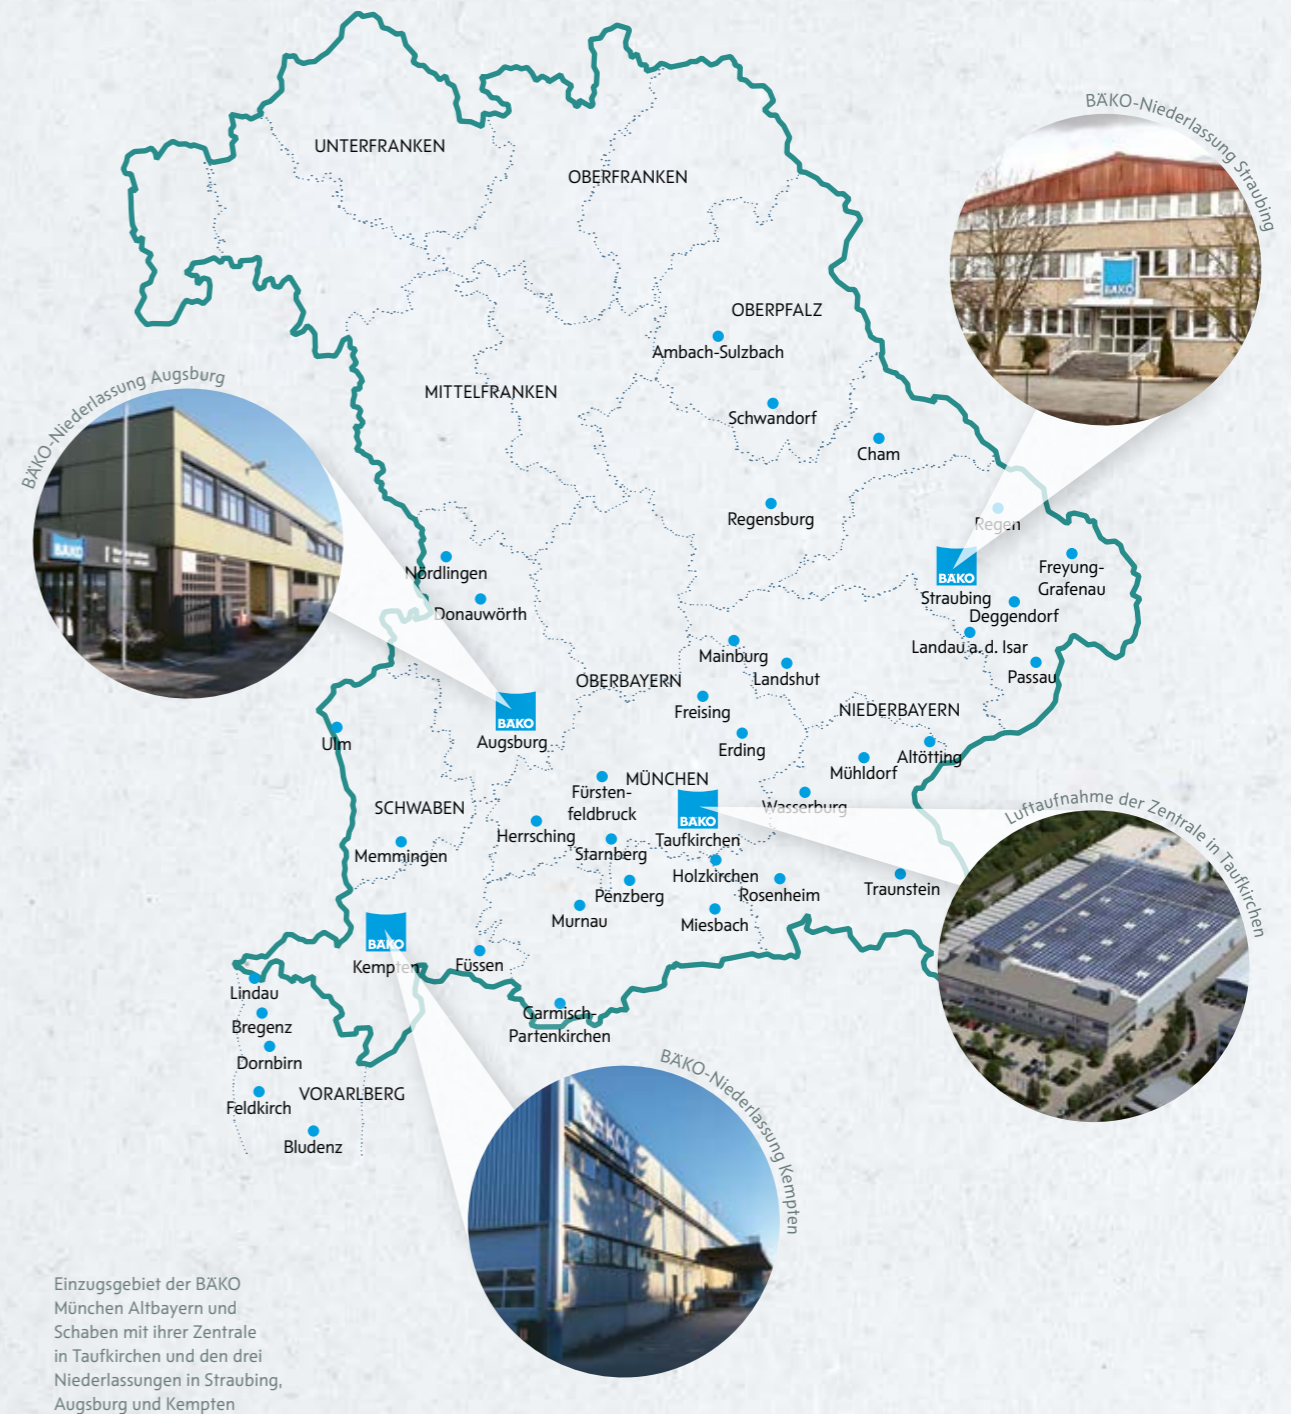 UNTERFRANKEN
OBERFRANKEN
BÄKO-Niederlassung Straubing
BÄKO
OBERPFALZ
Ambach-Sulzbach
MITTELFRANKEN
BÄKO-Niederlassung Augsburg
BÄKO
Schwandorf
Cham
Regensburg
Regen
Nördlingen
Donauwörth
BÄKO
Straubing
Freyung-
Grafenau
Deggendorf
Landau a. d. Isar
Passau
Mainburg
Landshut
OBERBAYERN
Freising
NIEDERBAYERN
BÄKO
Augsburg
Ulm
Erding
Altötting
Mühldorf
MÜNCHEN
Fürsten-
feldbruck
SCHWABEN
Wasserburg
BÄKO
Taufkirchen
Herrsching
Starnberg
Memmingen
Holzkirchen
Penzberg
Rosenheim
Traunstein
Murnau
Miesbach
Luftaufnahme der Zentrale in Taufkirchen
BÄKO
Kempten
Füssen
Lindau
Garmisch-
Partenkirchen
Bregenz
Dornbirn
VORARLBERG
Feldkirch
Bludenz
BÄKO-Niederlassung Kempten
BÄKO
Einzugsgebiet der BÄKO
München Altbayern und
Schaben mit ihrer Zentrale
in Taufkirchen und den drei
Niederlassungen in Straubing,
Augsburg und Kempten